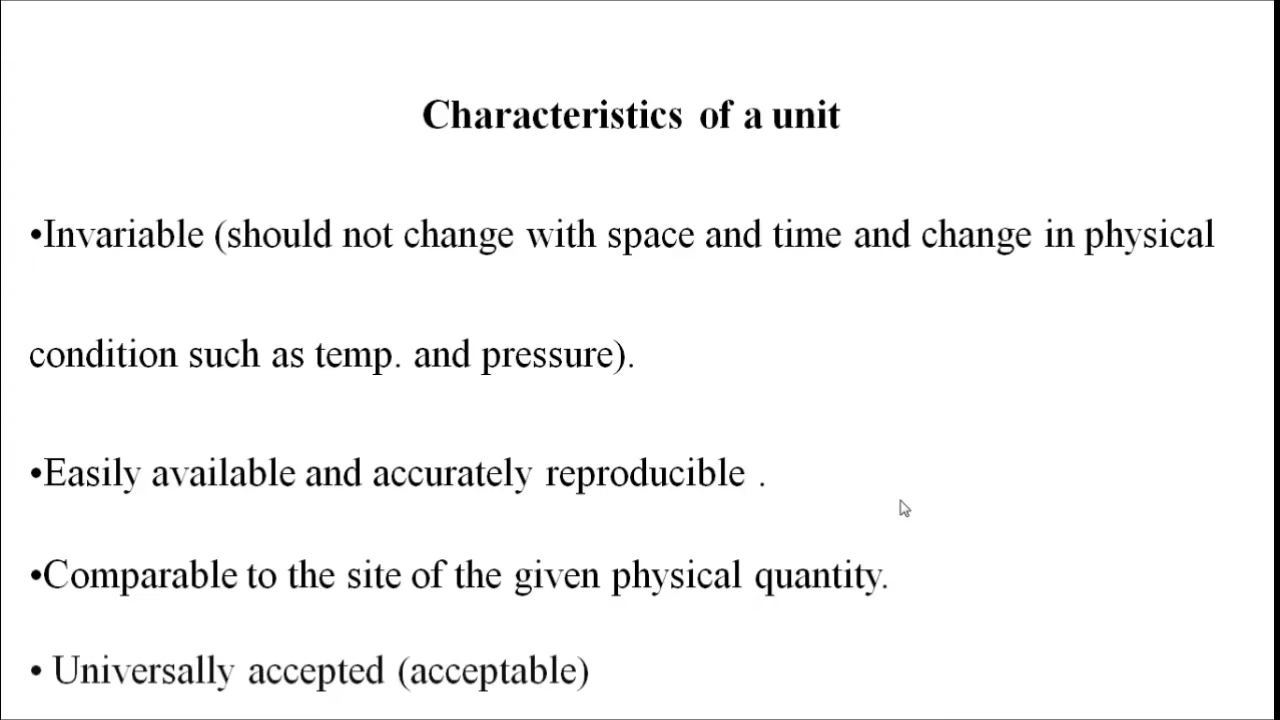 Characteristics of a unit
•Invariable (should not change with space and time and change in physical
condition such as temp. and pressure).
•Easily available and accurately reproducible .
•Comparable to the site of the given physical quantity.
• Universally accepted (acceptable)